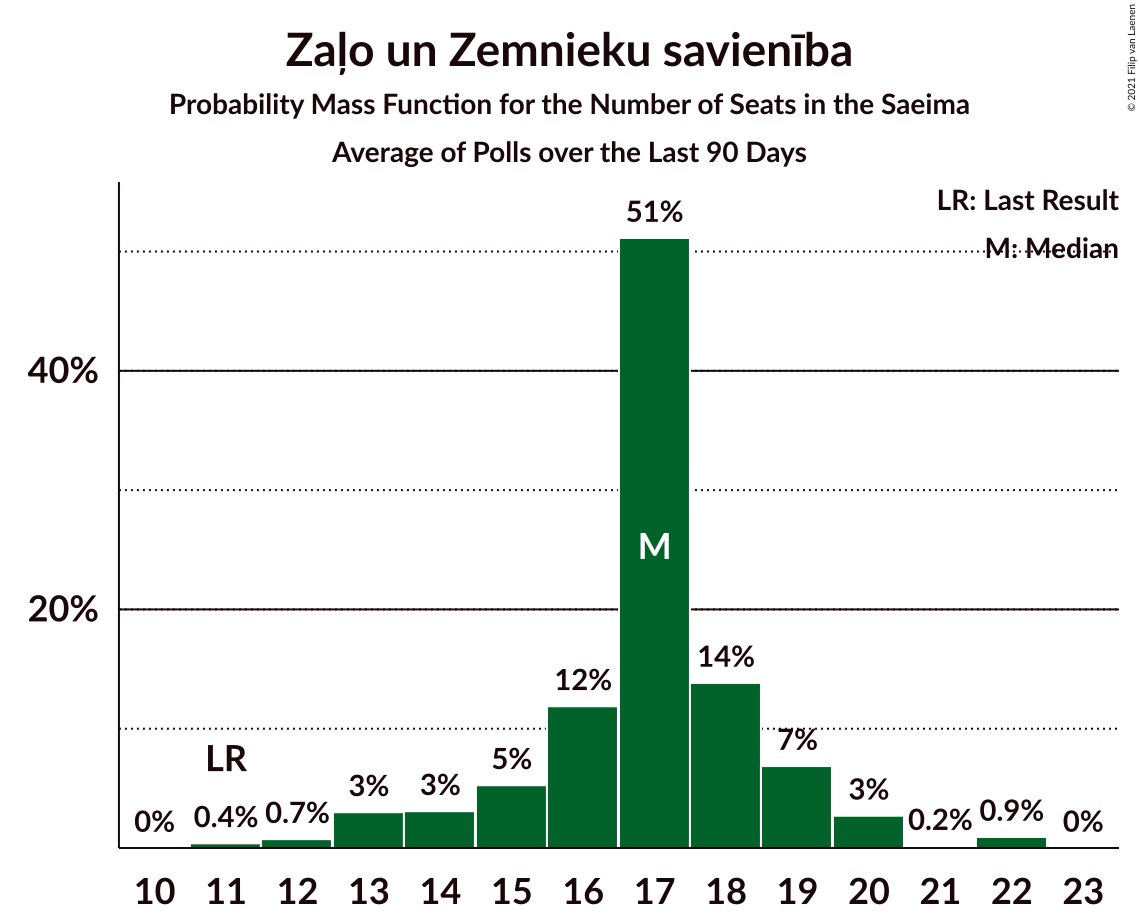 Zaļo un Zemnieku savienība
Probability Mass Function for the Number of Seats in the Saeima
Average of Polls over the Last 90 Days
© 2021 Filip van Laenen
LR: Last Result
M: Median
51%
40%
M
20%
14%
12%
7%
LR
5%
3%
3%
3%
0%
0.4%
0.7%
0.2%
0.9%
0%
10 11 12 13 14 15 16 17 18 19 20 21 22 23